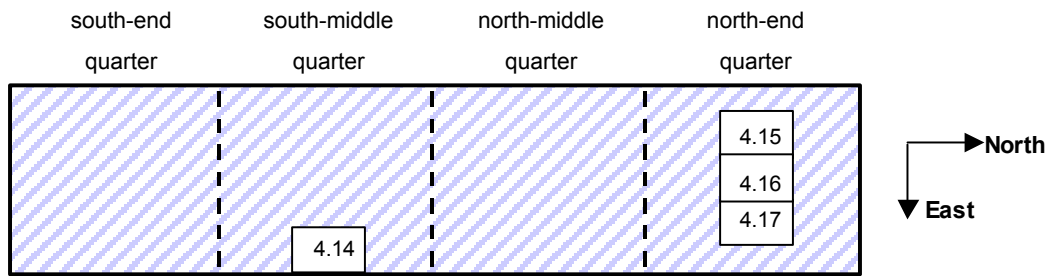 south-end south-middle north-middle north-end
quarter quarter quarter quarter
4.15
North
4.16
East
4.17
4.14